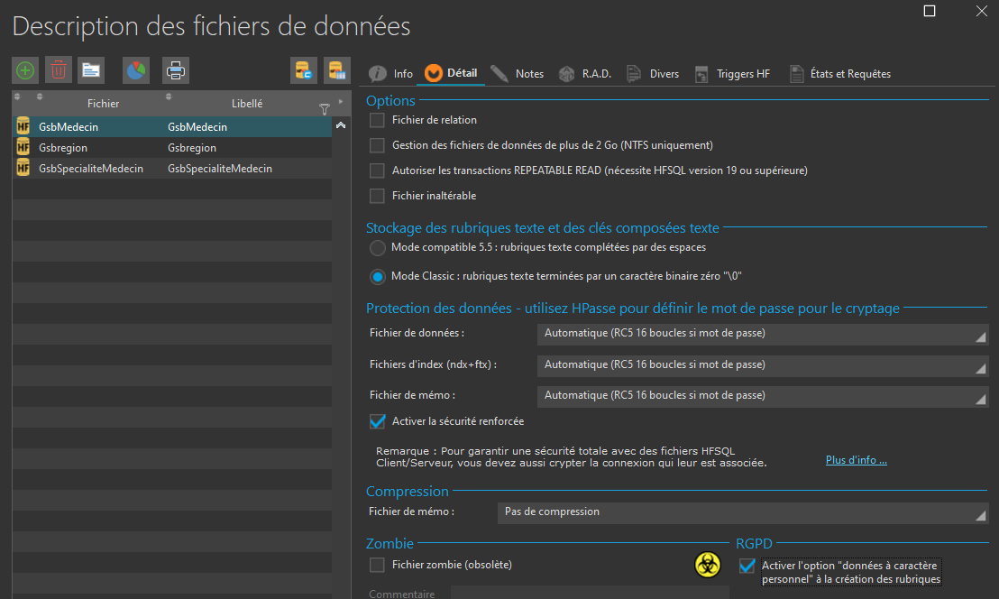 Description des fichiers de données
Info
Détail
Notes
R.A.D.
Divers
Triggers HF
États et Requêtes
Fichier
Libellé
HF GsbMedecin GsbMedecin
HF Gsbregion Gsbregion
HF GsbSpecialiteMedecin GsbSpecialiteMedecin
Options
Fichier de relation
Gestion des fichiers de données de plus de 2 Go (NTFS uniquement)
Autoriser les transactions REPEATABLE READ (nécessite HFSQL version 19 ou supérieure)
Fichier inaltérable
Stockage des rubriques texte et des clés composées texte
Mode compatible 5.5 : rubriques texte complétées par des espaces
Mode Classic : rubriques texte terminées par un caractère binaire zéro "\0"
Protection des données - utilisez HPasse pour définir le mot de passe pour le cryptage
Fichier de données : Automatique (RC5 16 boucles si mot de passe)
Fichiers d'index (ndx+ftx) : Automatique (RC5 16 boucles si mot de passe)
Fichier de mémo : Automatique (RC5 16 boucles si mot de passe)
Activer la sécurité renforcée
Remarque : Pour garantir une sécurité totale avec des fichiers HFSQL
Client/Serveur, vous devez aussi crypter la connexion qui leur est associée.
Plus d'info ...
Compression
Fichier de mémo : Pas de compression
Zombie
Fichier zombie (obsolète)
Commentaire
RGPD
Activer l'option "données à caractère
personnel" à la création des rubriques